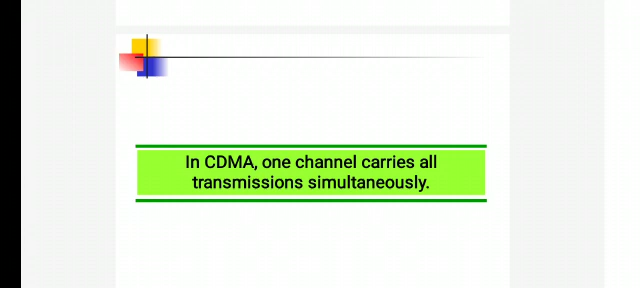 In CDMA, one channel carries all
transmissions simultaneously.